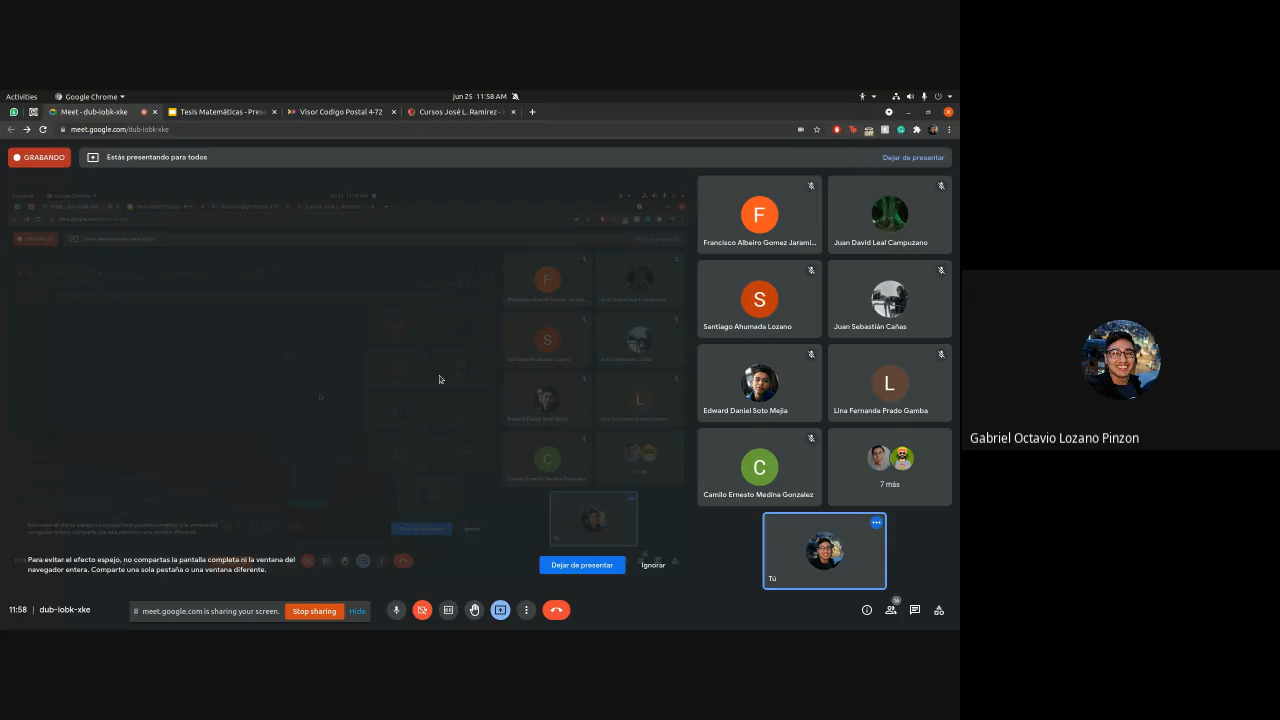 Activities
Google Chrome
jun 25 11:58 AM
Meet - dub-iobk-xke
Tesis Matemáticas - Prese
Visor Codigo Postal 4-72
Cursos José L. Ramírez -
meet.google.com/dub-iobk-xke
GRABANDO
Estás presentando para todos
Dejar de presentar
Francisco Albeiro Gomez Jarami...
Juan David Leal Campuzano
Santiago Ahumada Lozano
Juan Sebastián Cañas
Edward Daniel Soto Mejia
Lina Fernanda Prado Gamba
Camilo Ernesto Medina Gonzalez
7 más
F
S
L
C
Tú
Gabriel Octavio Lozano Pinzon
Para evitar el efecto espejo, no compartas la pantalla completa ni la ventana del
navegador entera. Comparte una sola pestaña o una ventana diferente.
Dejar de presentar
Ignorar
11:58 | dub-iobk-xke
meet.google.com is sharing your screen.
Stop sharing
Hide
16